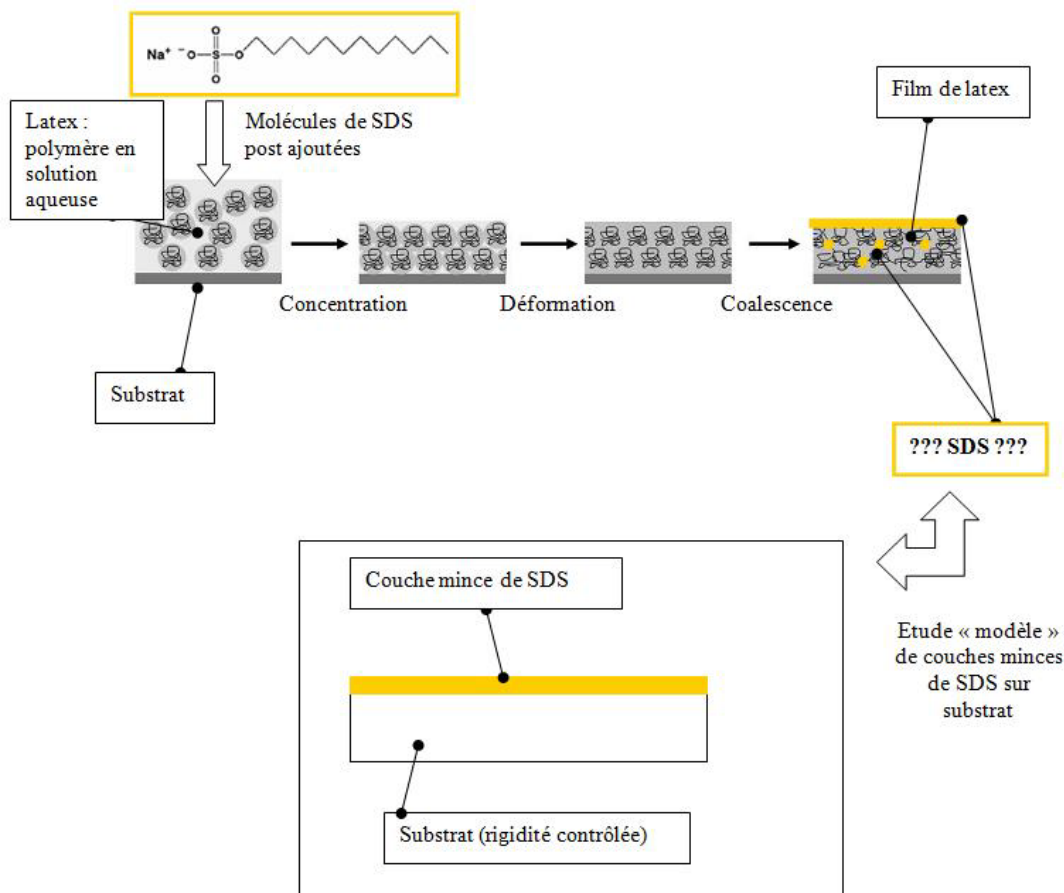 O
Na⁺ ⁻O—S—O
O
Latex :
polymère en
solution
aqueuse
Molécules de SDS
post ajoutées
Film de latex
Concentration
Déformation
Coalescence
Substrat
??? SDS ???
Couche mince de SDS
Etude « modèle »
de couches minces
de SDS sur
substrat
Substrat (rigidité contrôlée)